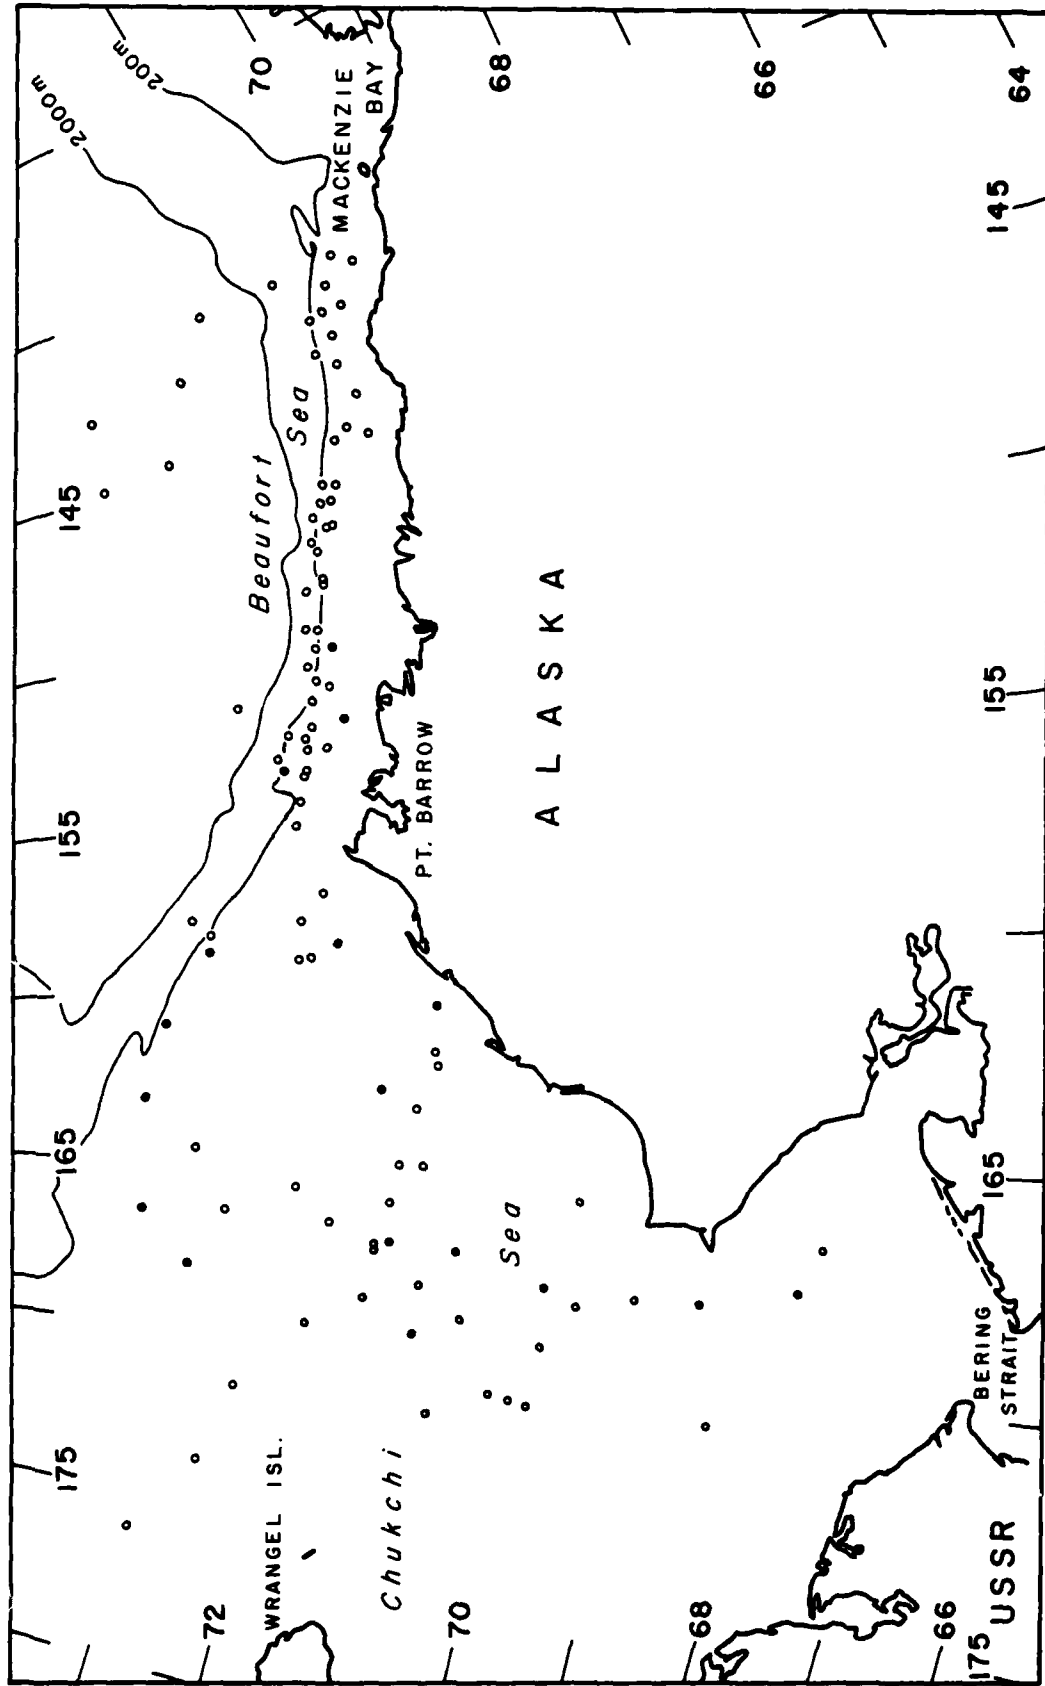 175
165
155
145
2000m
200m
70
68
66
64
72
70
68
66
WRANGEL ISL.
Chukchi
Sea
Beaufort
Sea
MACKENZIE
BAY
PT. BARROW
ALASKA
BERING
STRAIT
USSR
175
165
155
145